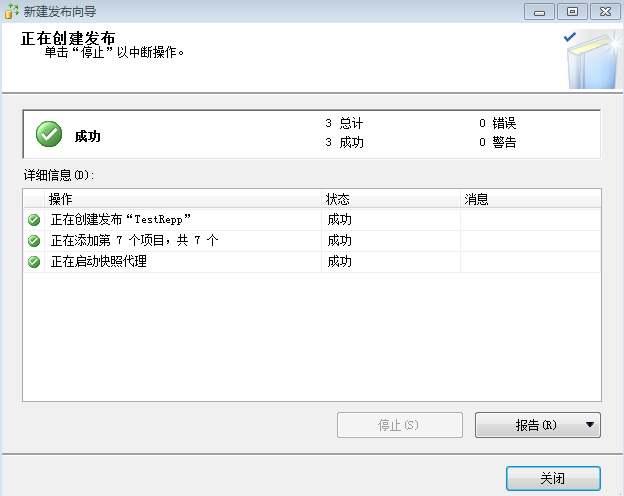 新建发布向导
正在创建发布
单击“停止”以中断操作。
成功
3 总计
0 错误
3 成功
0 警告
详细信息(D):
操作 状态 消息
正在创建发布“TestRepp” 成功
正在添加第 7 个项目，共 7 个 成功
正在启动快照代理 成功
停止(S) 报告(R)
关闭